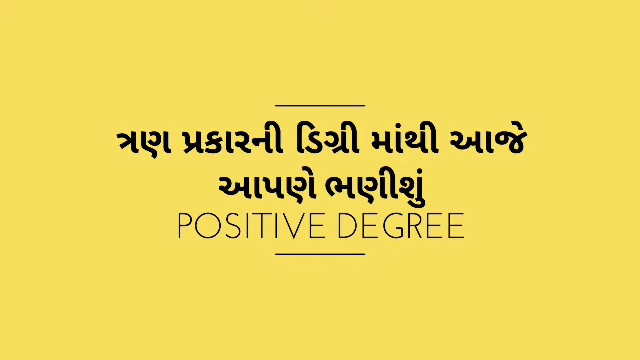 ત્રણ પ્રકારની ડિગ્રી માંથી આજે
આપણે ભણીશું
POSITIVE DEGREE